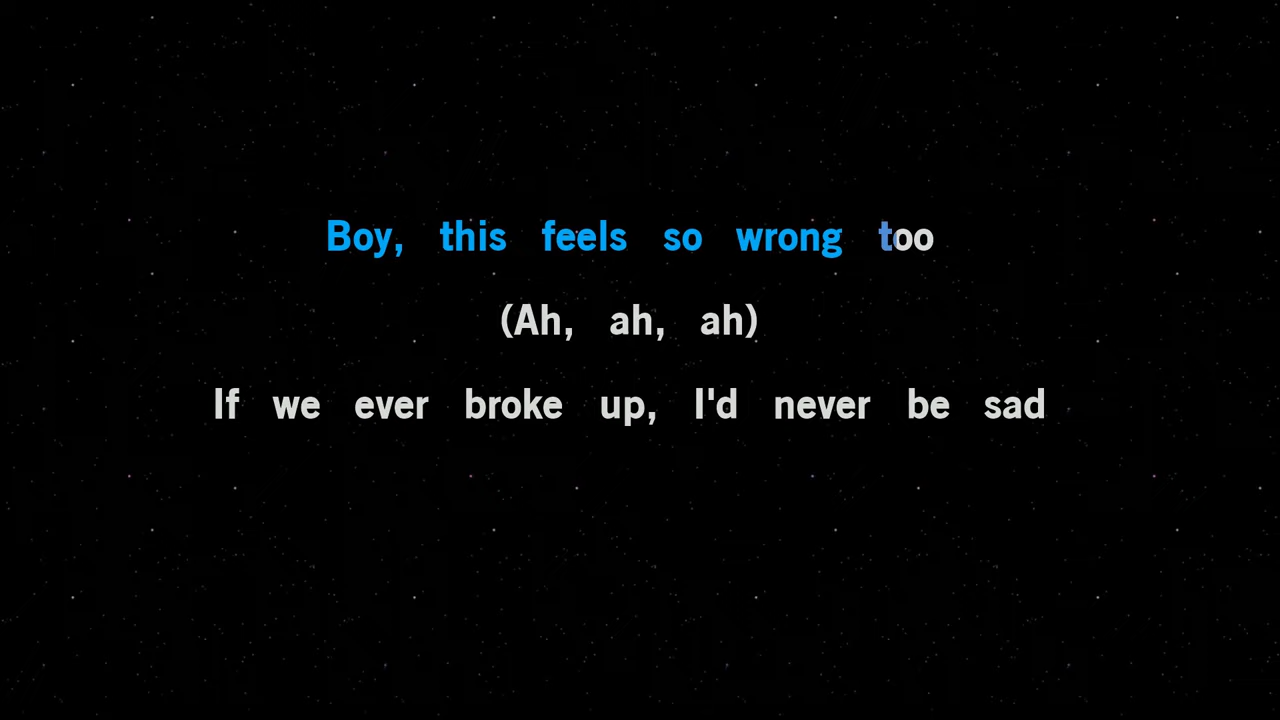 Boy, this feels so wrong too
(Ah, ah, ah)
If we ever broke up, I'd never be sad